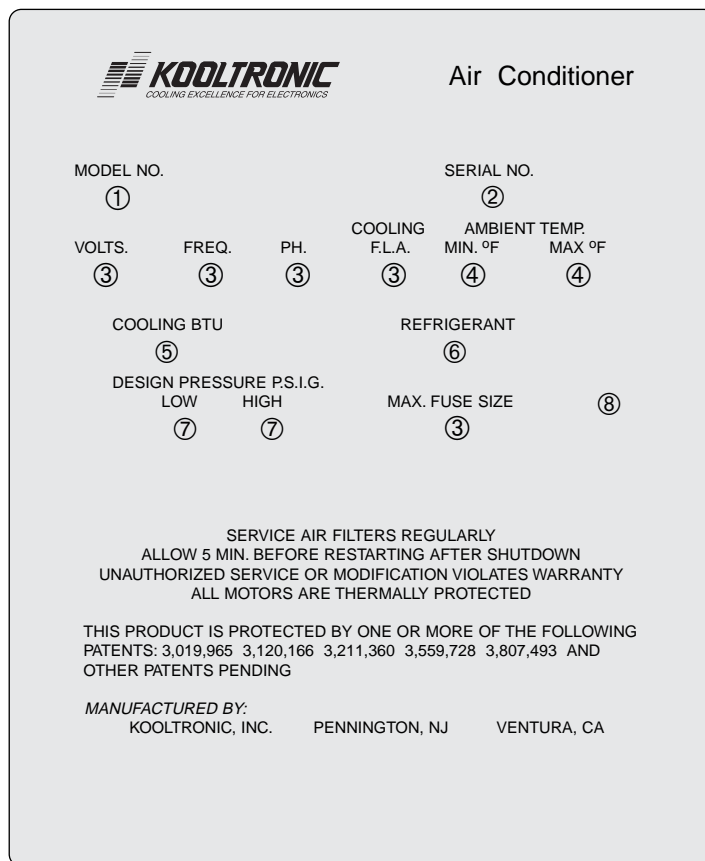 KOOLTRONIC
COOLING EXCELLENCE FOR ELECTRONICS
Air Conditioner
MODEL NO. SERIAL NO.
① ②
COOLING AMBIENT TEMP.
VOLTS. FREQ. PH. F.L.A. MIN. ºF MAX ºF
③ ③ ③ ③ ④ ④
COOLING BTU REFRIGERANT
⑤ ⑥
DESIGN PRESSURE P.S.I.G.
LOW HIGH MAX. FUSE SIZE ⑧
⑦ ⑦ ③
SERVICE AIR FILTERS REGULARLY
ALLOW 5 MIN. BEFORE RESTARTING AFTER SHUTDOWN
UNAUTHORIZED SERVICE OR MODIFICATION VIOLATES WARRANTY
ALL MOTORS ARE THERMALLY PROTECTED
THIS PRODUCT IS PROTECTED BY ONE OR MORE OF THE FOLLOWING
PATENTS: 3,019,965 3,120,166 3,211,360 3,559,728 3,807,493 AND
OTHER PATENTS PENDING
MANUFACTURED BY:
KOOLTRONIC, INC. PENNINGTON, NJ VENTURA, CA